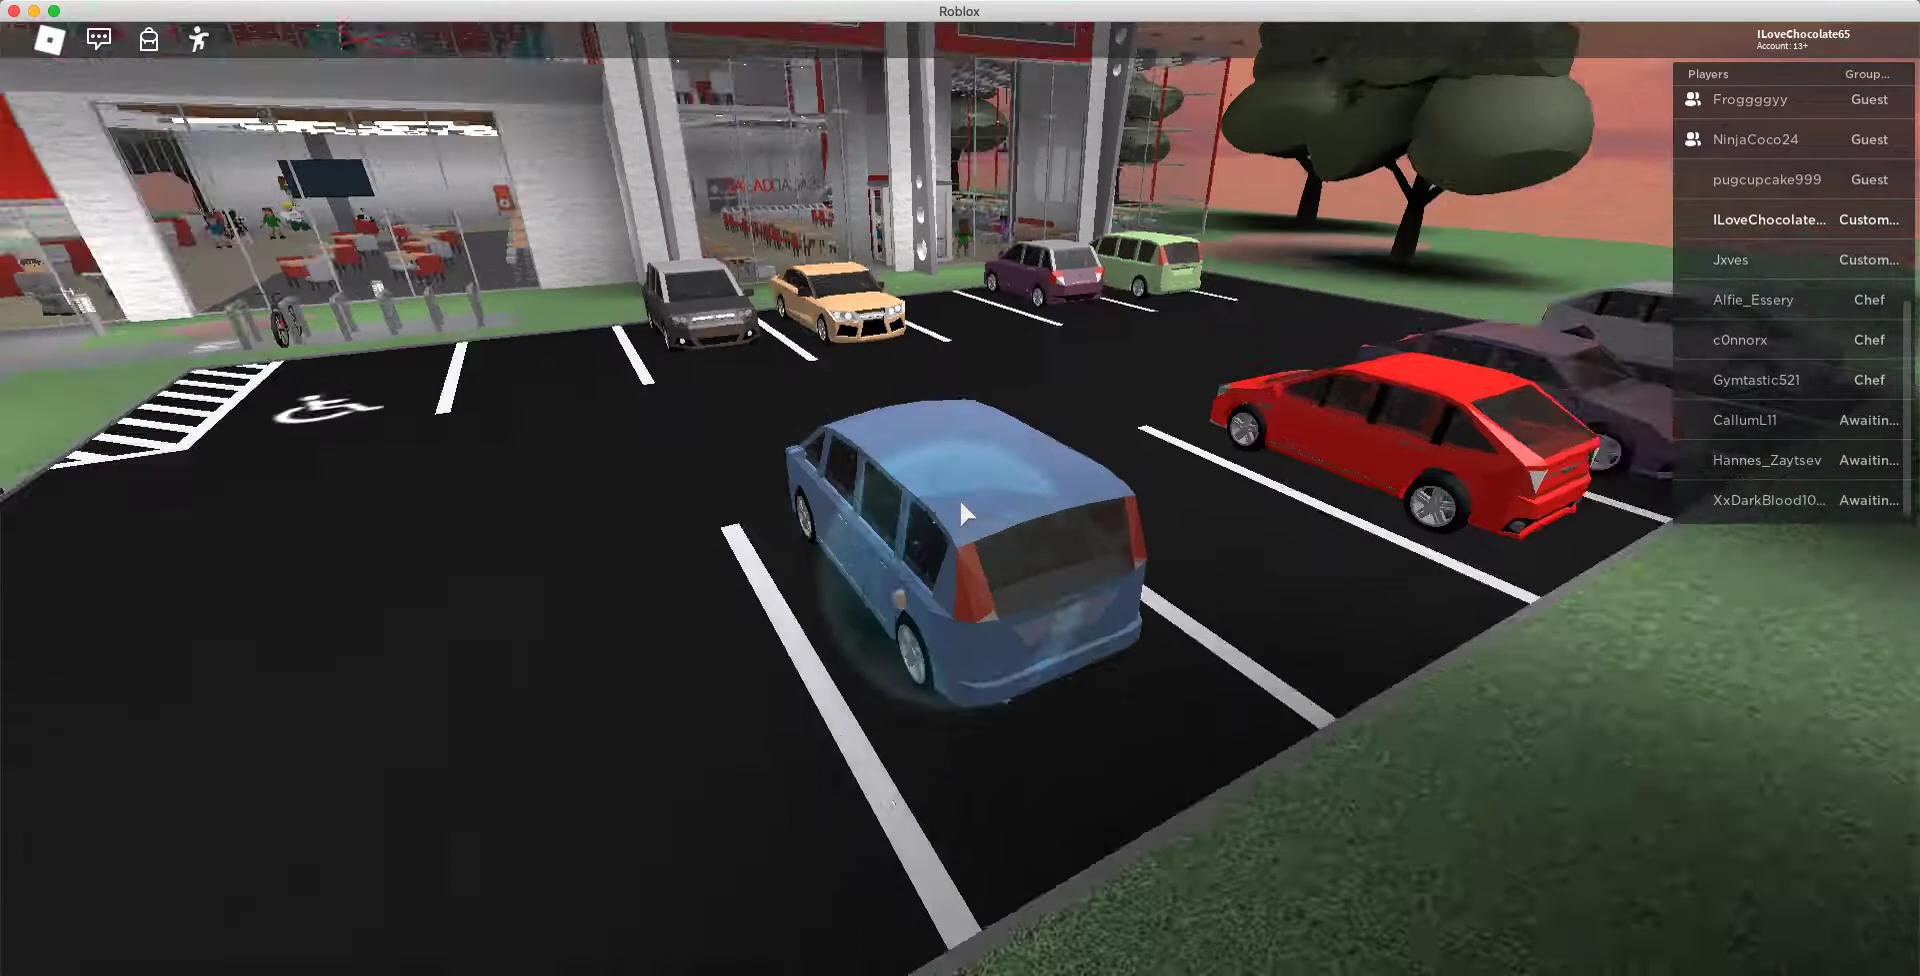 Roblox
ILoveChocolate65
Account: 13+
Players Group...
Froggggyy Guest
NinjaCoco24 Guest
pugcupcake999 Guest
ILoveChocolate... Custom...
Jxves Custom...
Alfie_Essery Chef
c0nnorx Chef
Gymtastic521 Chef
CallumL11 Awaitin...
Hannes_Zaytsev Awaitin...
XxDarkBlood10... Awaitin...